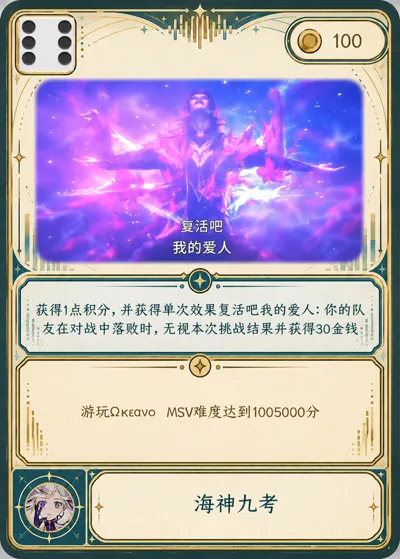 100
复活吧
我的爱人
获得1点积分，并获得单次效果复活吧我的爱人：你的队
友在对战中落败时，无视本次挑战结果并获得30金钱
游玩Ωκεανο MSV难度达到1005000分
海神九考